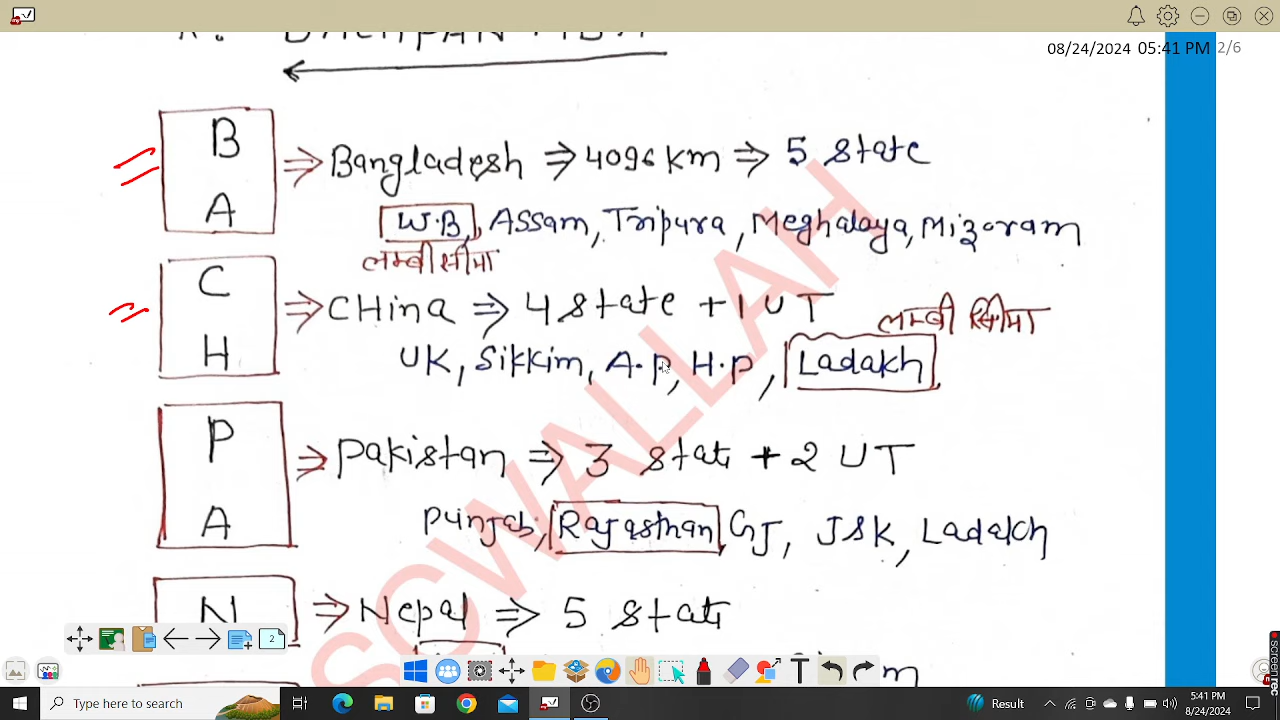 08/24/2024 05:41 PM 2/6
B
A
⇒ Bangladesh ⇒ 4096 Km ⇒ 5 State
W.B, Assam, Tripura, Meghalaya, Mizoram
लम्बी सीमा
C
H
⇒ CHina ⇒ 4 State + 1 UT
लम्बी सीमा
UK, Sikkim, A.P, H.P, Ladakh
P
A
⇒ Pakistan ⇒ 3 stat + 2 UT
Punjab, Rajasthan, GJ, J&K, Ladakh
N
⇒ Nepal ⇒ 5 stat
SCWALLAH
2
T
Type here to search
Result
5:41 PM
8/24/2024